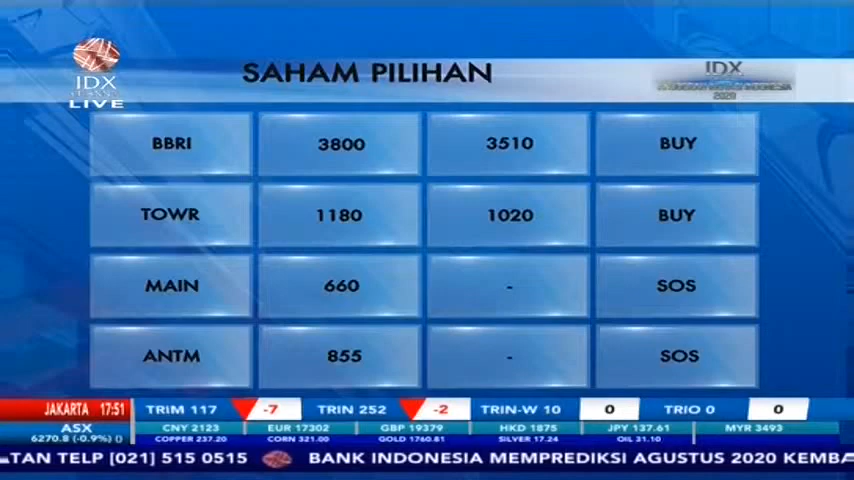 IDX
LIVE
SAHAM PILIHAN
IDX
2020
BBRI 3800 3510 BUY
TOWR 1180 1020 BUY
MAIN 660 - SOS
ANTM 855 - SOS
JAKARTA 17:51 TRIM 117 -7 TRIN 252 -2 TRIN-W 10 0 TRIO 0 0
ASX CNY 2123 EUR 17302 GBP 19379 HKD 1875 JPY 137.61 MYR 3493
6270.8 (-0.9%) () COPPER 237.20 CORN 321.00 GOLD 1760.81 SILVER 17.24 OIL 31.10
TAN TELP [021] 515 0515 BANK INDONESIA MEMPREDIKSI AGUSTUS 2020 KEMBA